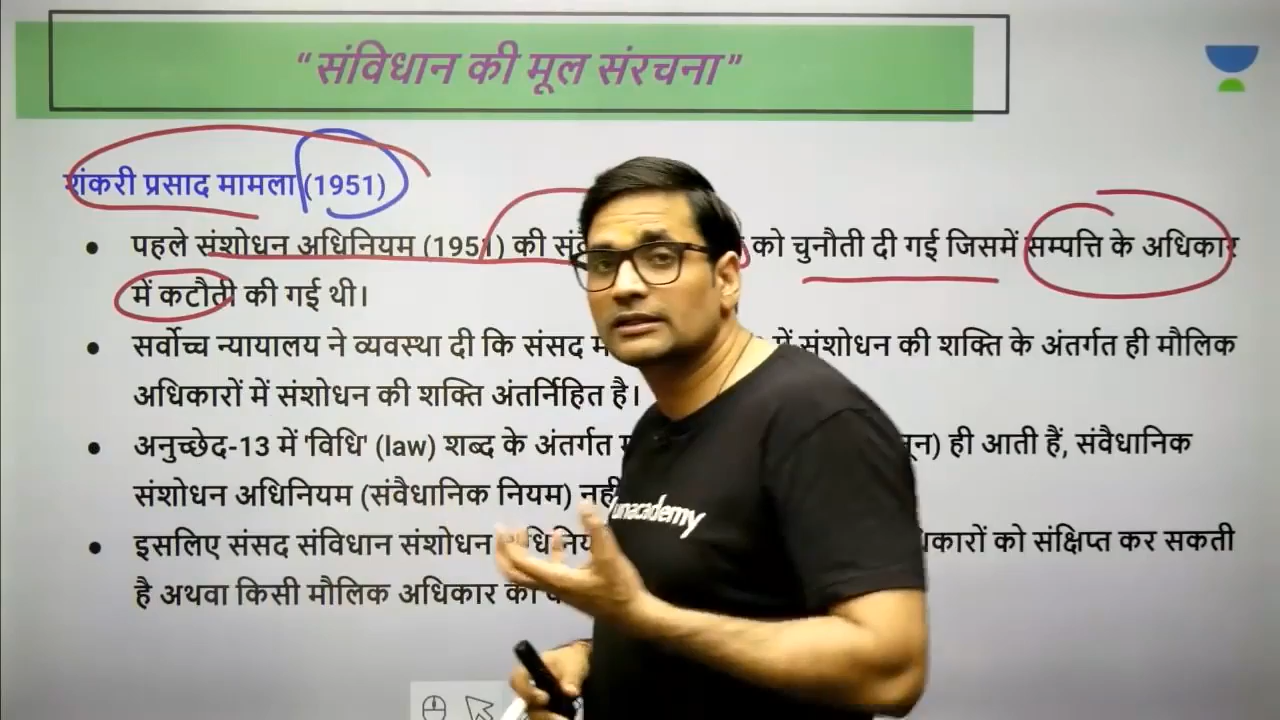 “संविधान की मूल संरचना”
शंकरी प्रसाद मामला (1951)
• पहले संशोधन अधिनियम (1951) की को चुनौती दी गई जिसमें सम्पत्ति के अधिकार
में कटौती की गई थी।
• सर्वोच्च न्यायालय ने व्यवस्था दी कि संसद में संशोधन की शक्ति के अंतर्गत ही मौलिक
अधिकारों में संशोधन की शक्ति अंतर्निहित है।
• अनुच्छेद-13 में 'विधि' (law) शब्द के अंतर्गत ही आती हैं, संवैधानिक
संशोधन अधिनियम (संवैधानिक नियम)
• इसलिए संसद संविधान संशोधन को संक्षिप्त कर सकती
है अथवा किसी मौलिक अधिकार
unacademy